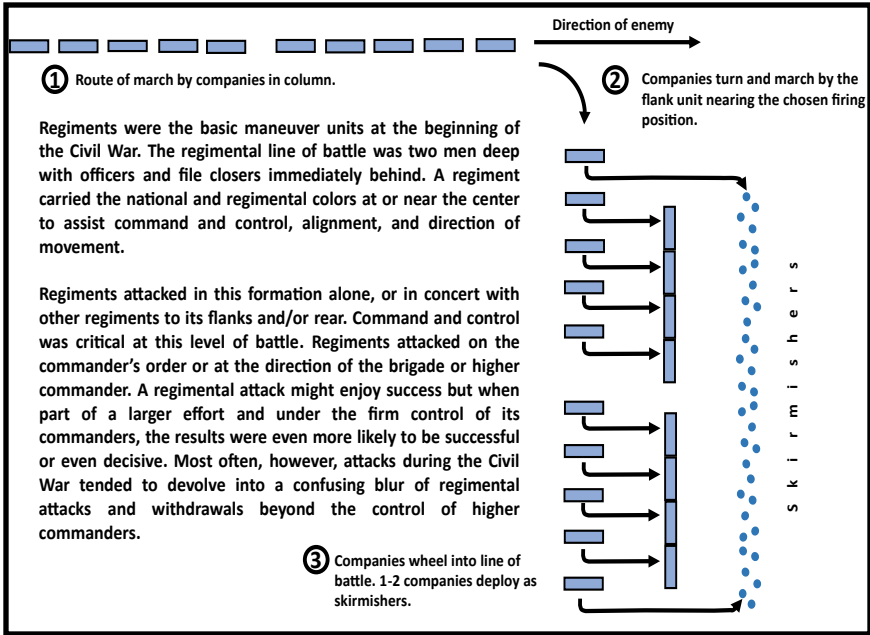 Direction of enemy
1 Route of march by companies in column.
2 Companies turn and march by the
flank unit nearing the chosen firing
position.
Regiments were the basic maneuver units at the beginning of
the Civil War. The regimental line of battle was two men deep
with officers and file closers immediately behind. A regiment
carried the national and regimental colors at or near the center
to assist command and control, alignment, and direction of
movement.
Regiments attacked in this formation alone, or in concert with
other regiments to its flanks and/or rear. Command and control
was critical at this level of battle. Regiments attacked on the
commander's order or at the direction of the brigade or higher
commander. A regimental attack might enjoy success but when
part of a larger effort and under the firm control of its
commanders, the results were even more likely to be successful
or even decisive. Most often, however, attacks during the Civil
War tended to devolve into a confusing blur of regimental
attacks and withdrawals beyond the control of higher
commanders.
Skirmishers
3 Companies wheel into line of
battle. 1-2 companies deploy as
skirmishers.